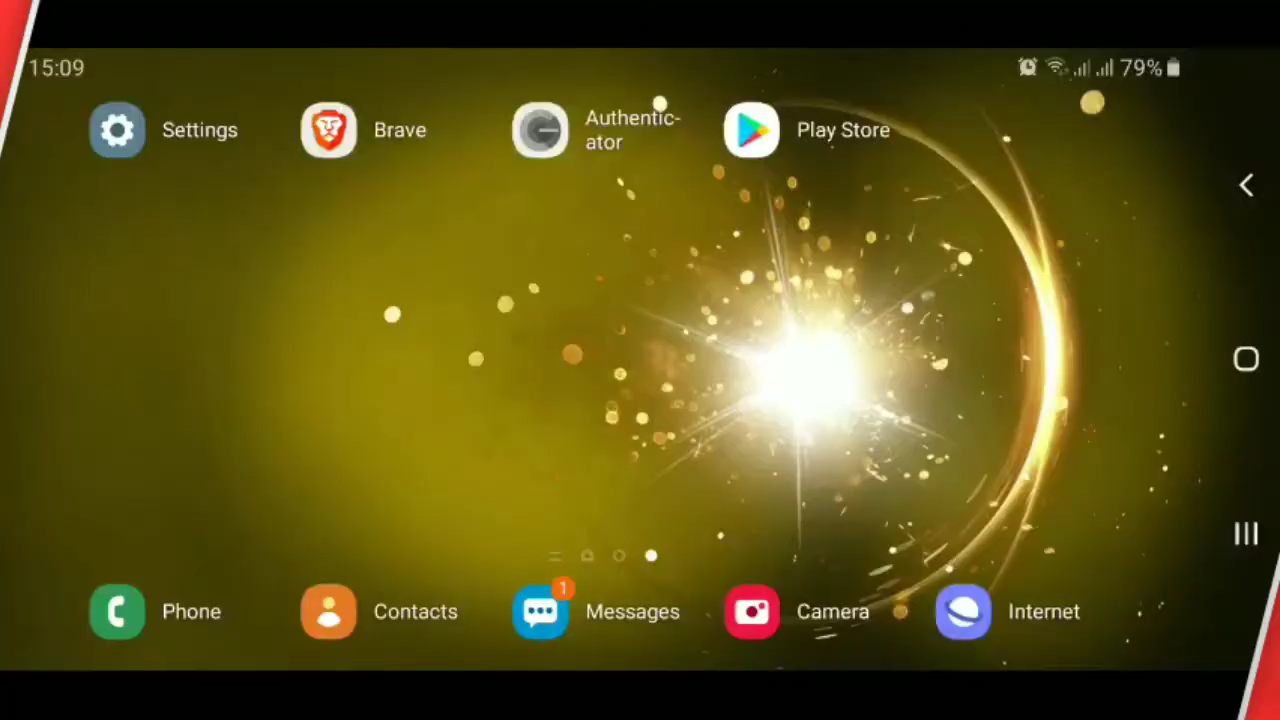 15:09
79%
Settings
Brave
Authentic-
ator
Play Store
Phone
Contacts
1
Messages
Camera
Internet